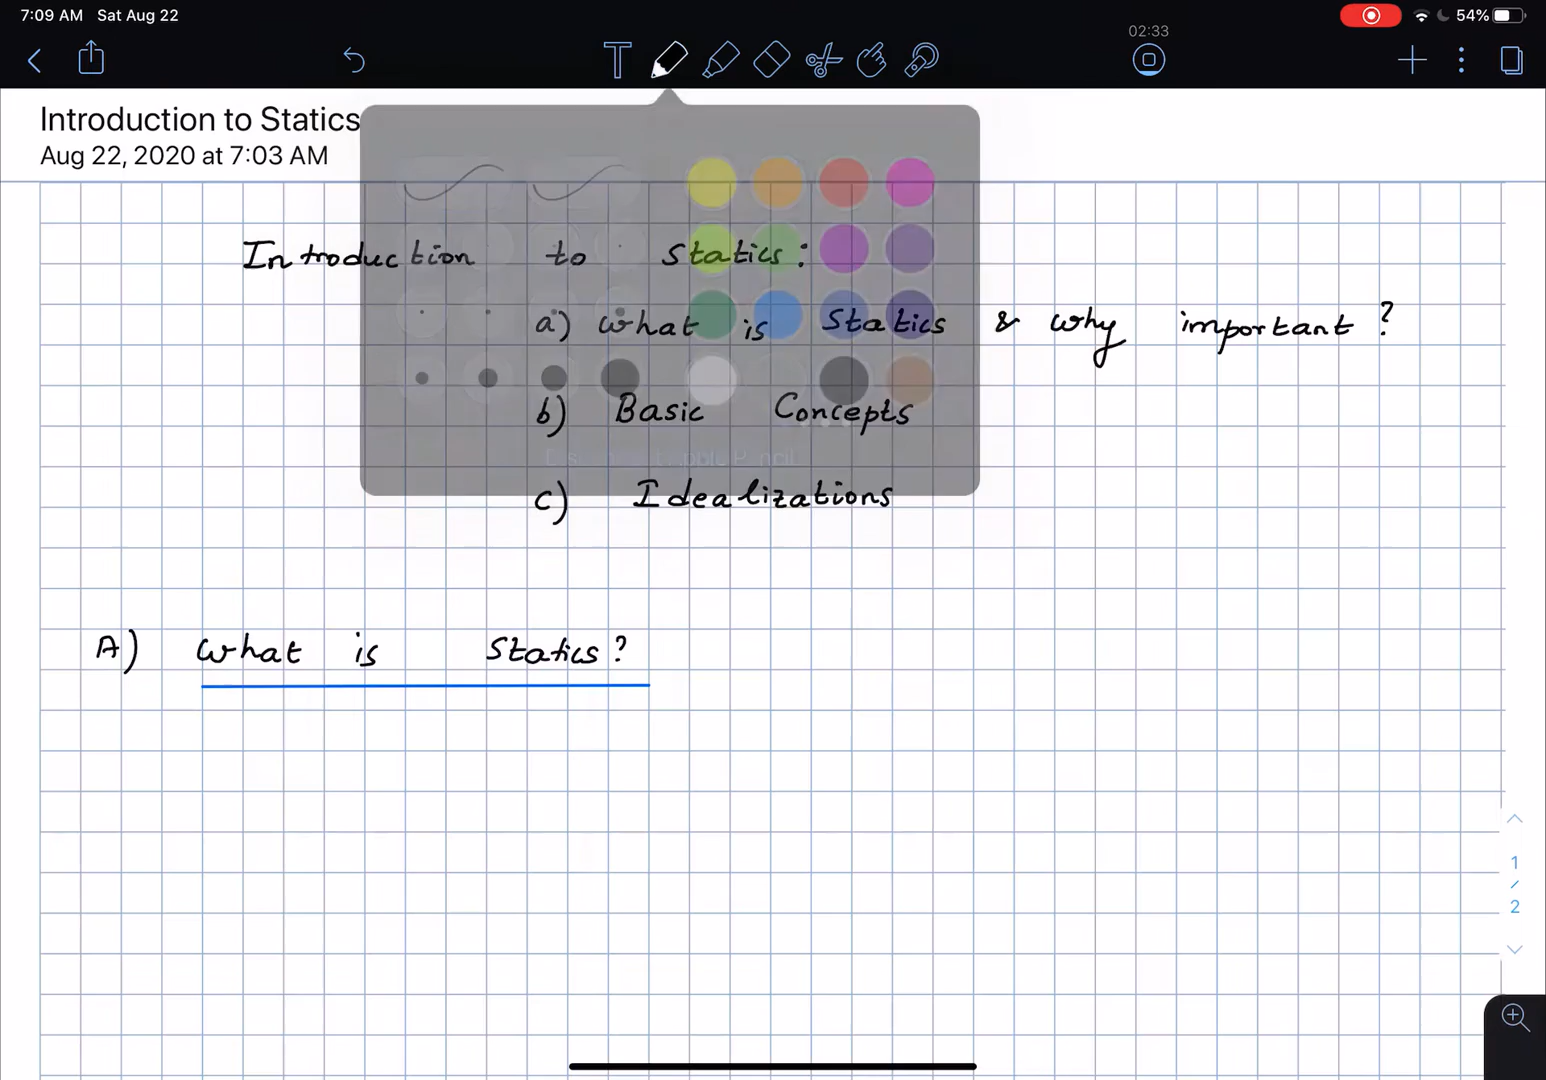 7:09 AM Sat Aug 22
54%
02:33
Introduction to Statics
Aug 22, 2020 at 7:03 AM
Introduction to Statics:
a) what is Statics & why important?
b) Basic Concepts
c) Idealizations
A) what is Statics?
1
/
2